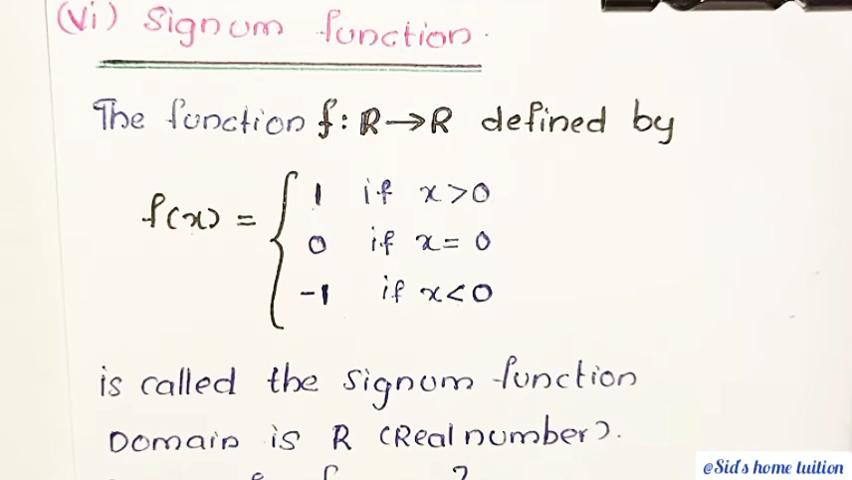 (vi) Signum function.
The function f: R→R defined by
f(x) = { 1 if x>0
0 if x=0
-1 if x<0
is called the signum function
Domain is R (Real number).
@Sid's home tuition